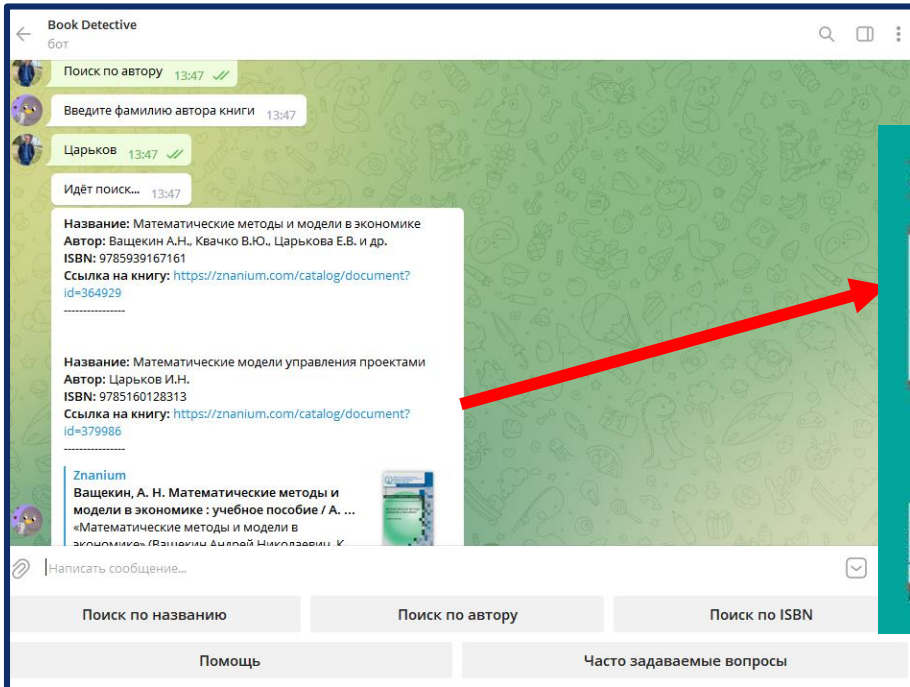 Book Detective
бот
Поиск по автору 13:47
Введите фамилию автора книги 13:47
Царьков 13:47
Идёт поиск... 13:47
Название: Математические методы и модели в экономике
Автор: Ващекин А.Н., Квачко В.Ю., Царькова Е.В. и др.
ISBN: 9785939167161
Ссылка на книгу: https://znanium.com/catalog/document?
id=364929
----------------
Название: Математические модели управления проектами
Автор: Царьков И.Н.
ISBN: 9785160128313
Ссылка на книгу: https://znanium.com/catalog/document?
id=379986
----------------
Znanium
Ващекин, А. Н. Математические методы и
модели в экономике : учебное пособие / А. ...
«Математические методы и модели в
экономике» (Ващекин Андрей Николаевич, К
Написать сообщение...
Поиск по названию
Поиск по автору
Поиск по ISBN
Помощь
Часто задаваемые вопросы